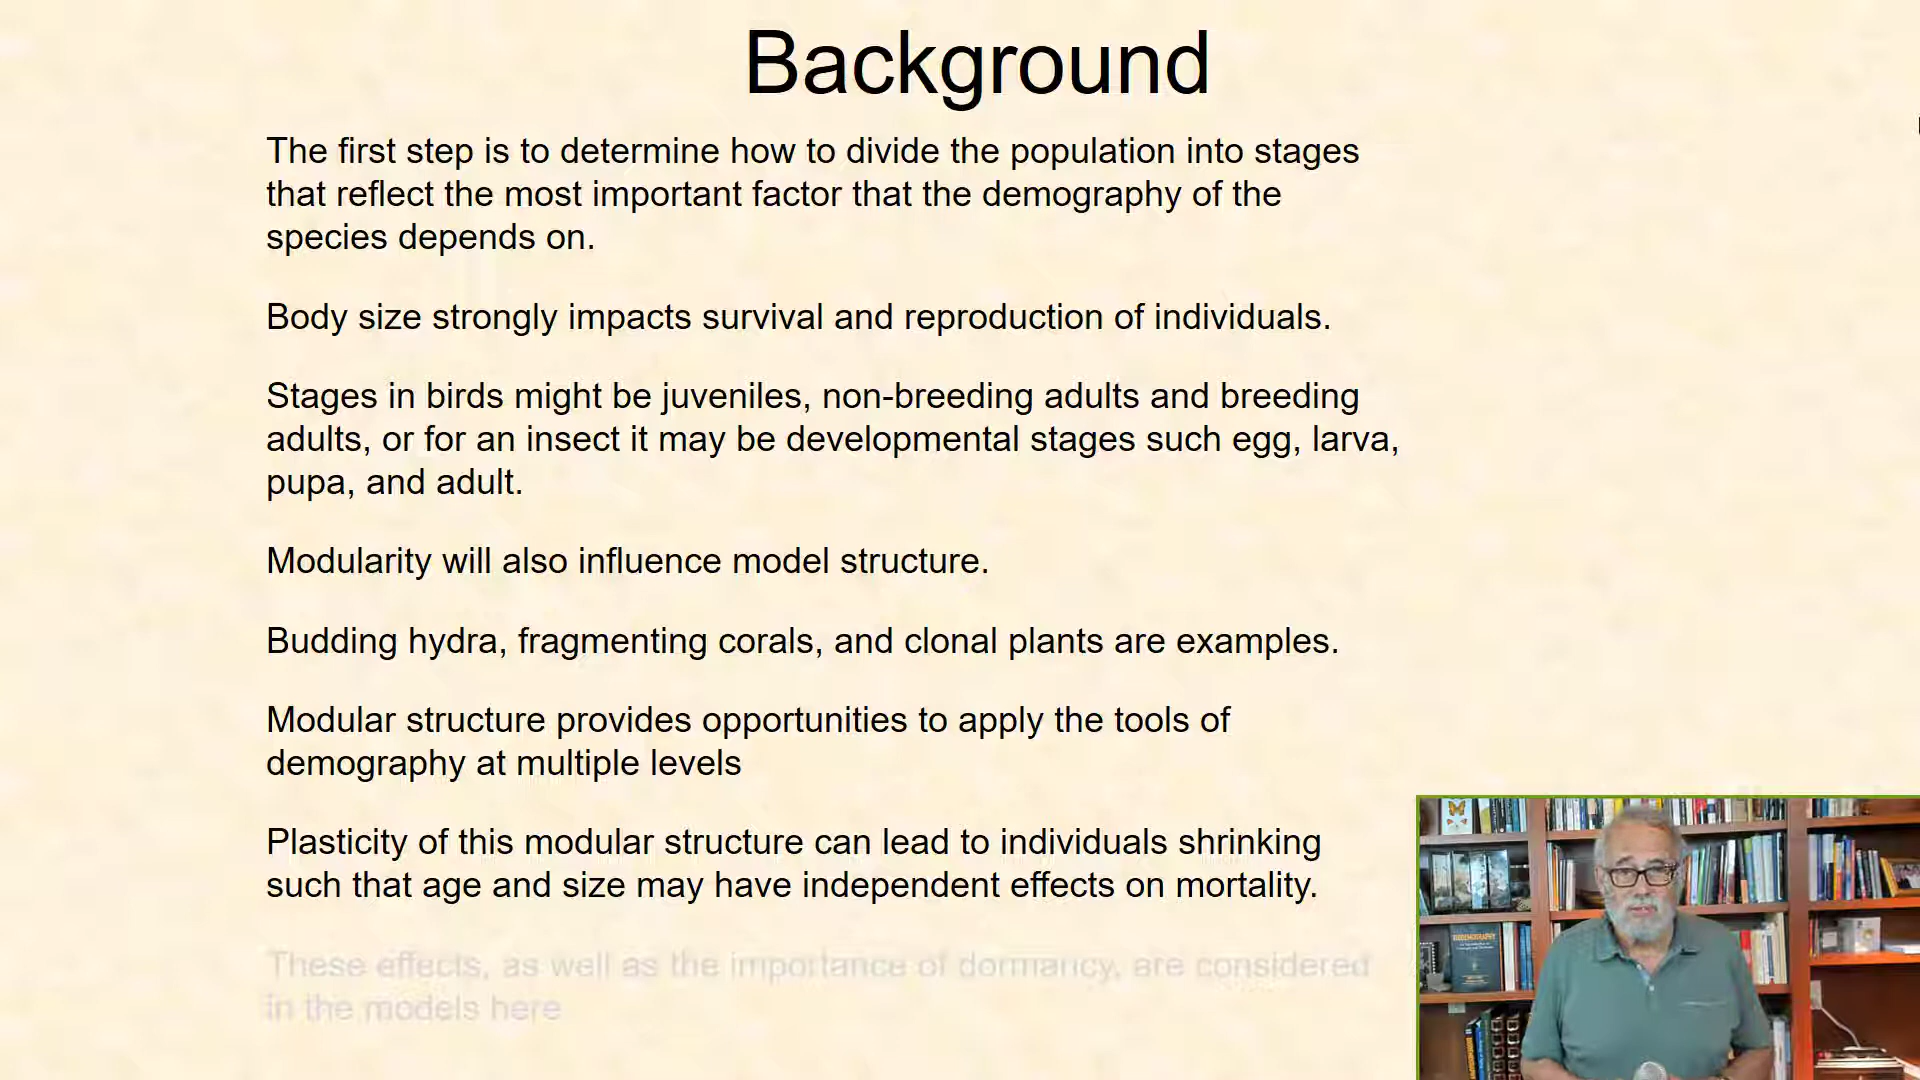 Background
The first step is to determine how to divide the population into stages
that reflect the most important factor that the demography of the
species depends on.
Body size strongly impacts survival and reproduction of individuals.
Stages in birds might be juveniles, non-breeding adults and breeding
adults, or for an insect it may be developmental stages such egg, larva,
pupa, and adult.
Modularity will also influence model structure.
Budding hydra, fragmenting corals, and clonal plants are examples.
Modular structure provides opportunities to apply the tools of
demography at multiple levels
Plasticity of this modular structure can lead to individuals shrinking
such that age and size may have independent effects on mortality.
These effects, as well as the importance of dormancy, are considered
in the models here
BIODEMOGRAPHY